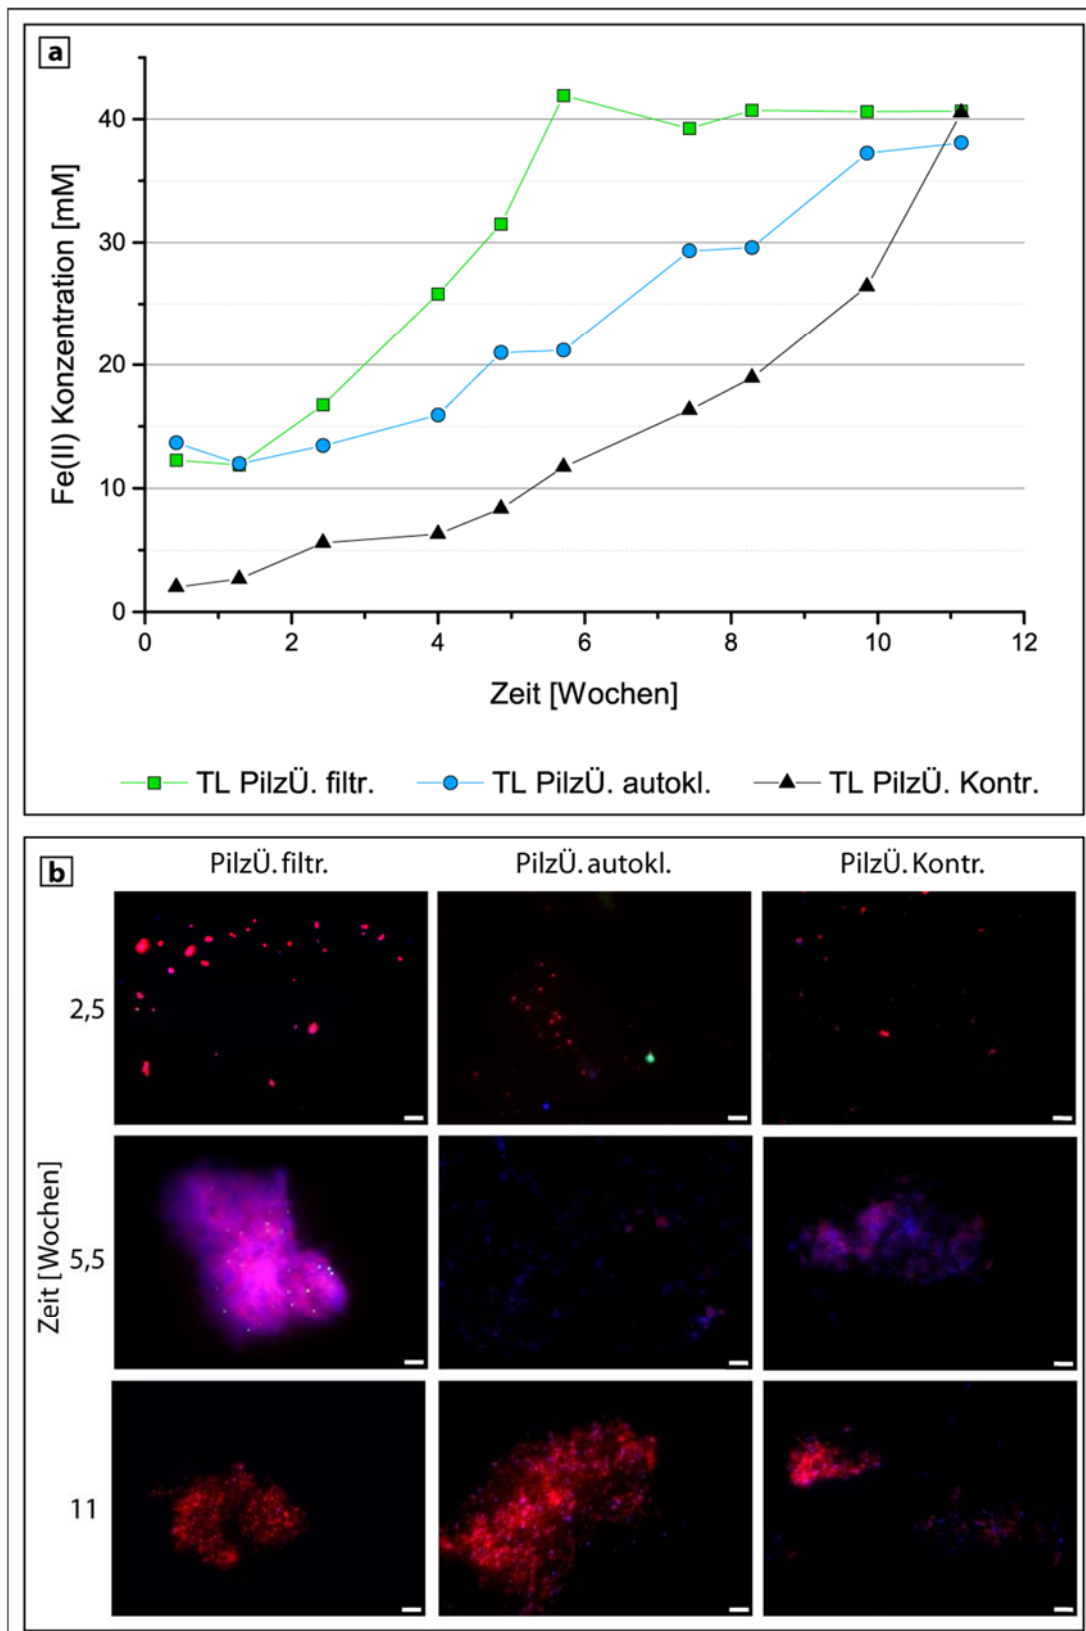 a
Fe(II) Konzentration [mM]
40
30
20
10
0
0 2 4 6 8 10 12
Zeit [Wochen]
TL PilzÜ. filtr. TL PilzÜ. autokl. TL PilzÜ. Kontr.
b
PilzÜ. filtr. PilzÜ. autokl. PilzÜ. Kontr.
Zeit [Wochen]
2,5
5,5
11